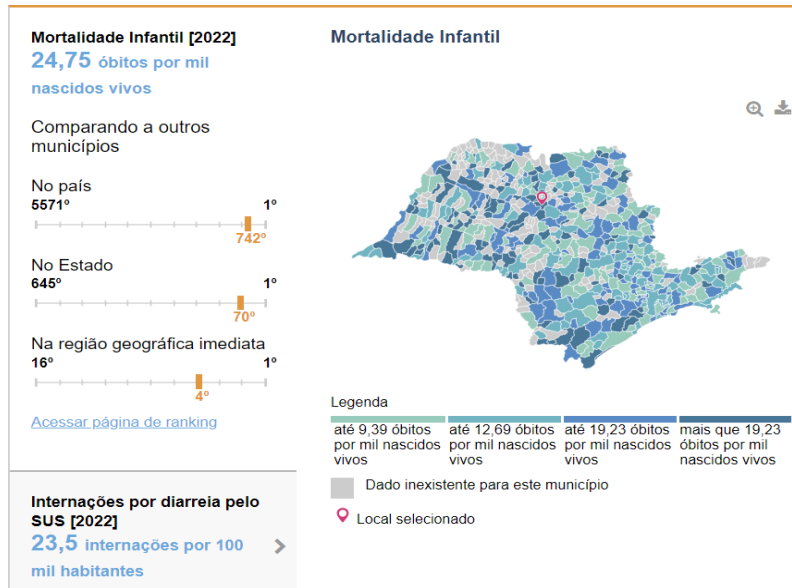 Mortalidade Infantil [2022]
24,75 óbitos por mil
nascidos vivos
Comparando a outros
municípios
No país
5571º 1º
742º
No Estado
645º 1º
70º
Na região geográfica imediata
16º 1º
4º
Acessar página de ranking
Internações por diarreia pelo
SUS [2022]
23,5 internações por 100
mil habitantes
Mortalidade Infantil
Legenda
até 9,39 óbitos
por mil nascidos
vivos
até 12,69 óbitos
por mil nascidos
vivos
até 19,23 óbitos
por mil nascidos
vivos
mais que 19,23
óbitos por mil
nascidos vivos
Dado inexistente para este município
Local selecionado